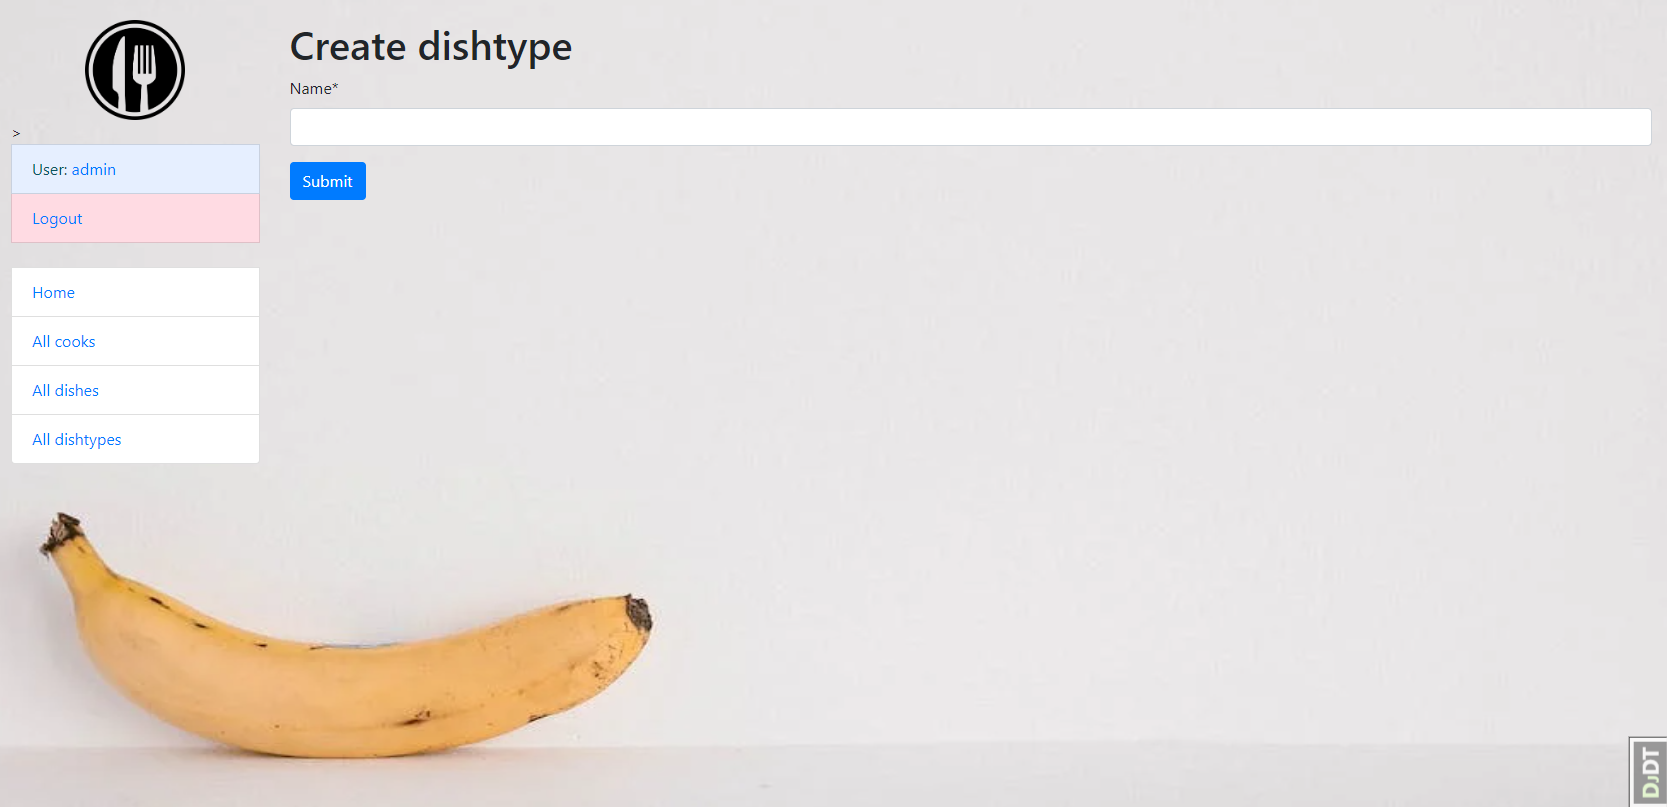 Create dishtype
Name*
>
User: admin
Submit
Logout
Home
All cooks
All dishes
All dishtypes
DjDT